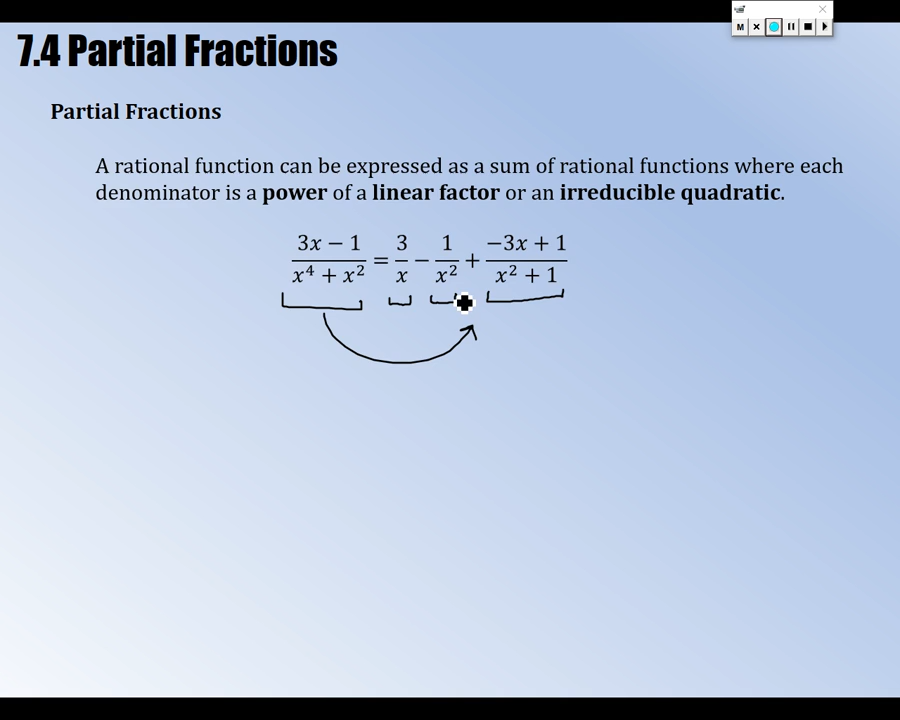 7.4 Partial Fractions
Partial Fractions
A rational function can be expressed as a sum of rational functions where each
denominator is a power of a linear factor or an irreducible quadratic.
(3x − 1)/(x⁴ + x²) = 3/x − 1/x² + (−3x + 1)/(x² + 1)
M